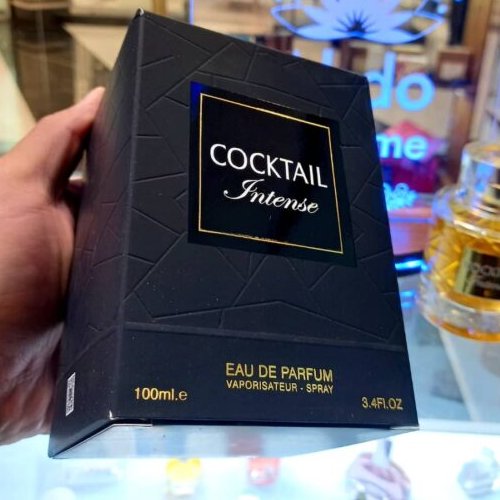 COCKTAIL
Intense
EAU DE PARFUM
VAPORISATEUR - SPRAY
100ml.e
3.4Fl.OZ